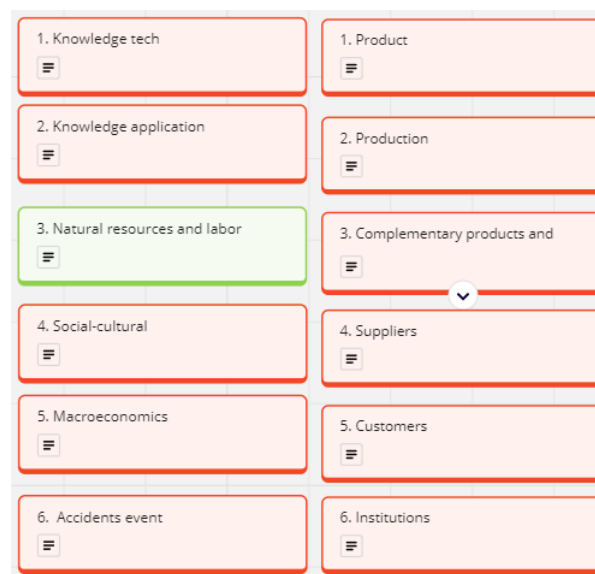 1. Knowledge tech
2. Knowledge application
3. Natural resources and labor
4. Social-cultural
5. Macroeconomics
6. Accidents event
1. Product
2. Production
3. Complementary products and
4. Suppliers
5. Customers
6. Institutions